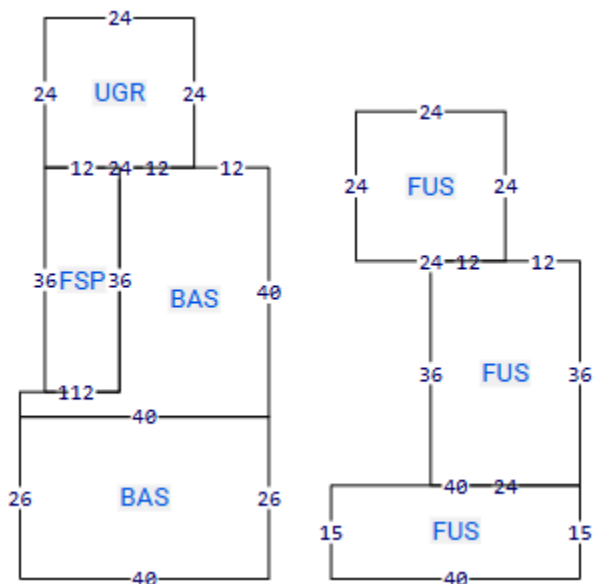 24
24 UGR 24
24
24 FUS 24
12 24 12 12
24 12 12
36 FSP 36 BAS 40
36 FUS 36
112
40
40 24
26 BAS 26
15 FUS 15
40
40